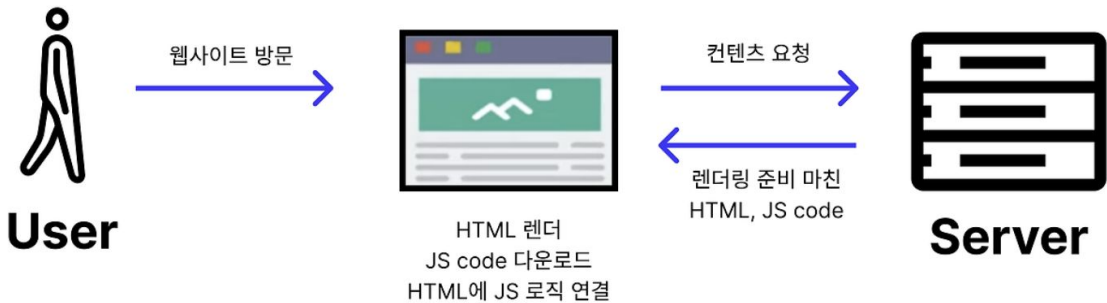 웹사이트 방문
컨텐츠 요청
렌더링 준비 마친
HTML, JS code
User
HTML 렌더
JS code 다운로드
HTML에 JS 로직 연결
Server